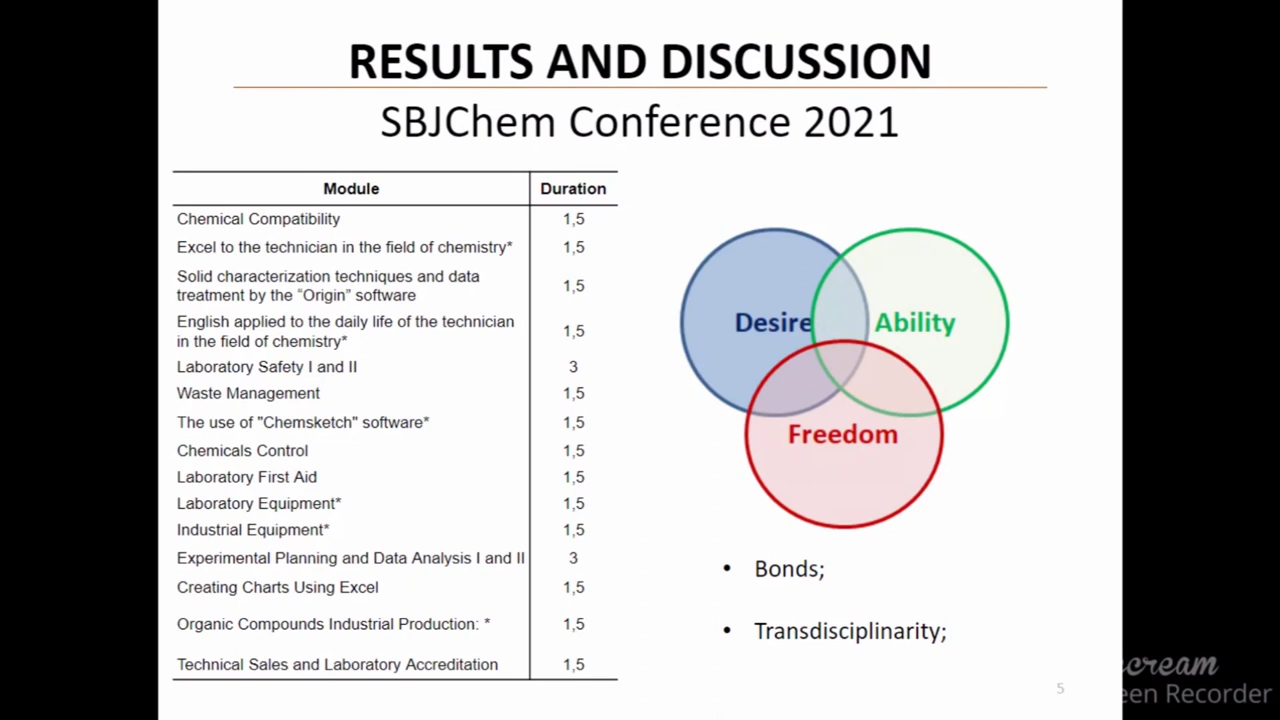 RESULTS AND DISCUSSION
SBJChem Conference 2021
Module Duration
Chemical Compatibility 1,5
Excel to the technician in the field of chemistry* 1,5
Solid characterization techniques and data
treatment by the “Origin” software 1,5
English applied to the daily life of the technician
in the field of chemistry* 1,5
Laboratory Safety I and II 3
Waste Management 1,5
The use of "Chemsketch" software* 1,5
Chemicals Control 1,5
Laboratory First Aid 1,5
Laboratory Equipment* 1,5
Industrial Equipment* 1,5
Experimental Planning and Data Analysis I and II 3
Creating Charts Using Excel 1,5
Organic Compounds Industrial Production: * 1,5
Technical Sales and Laboratory Accreditation 1,5
Desire Ability
Freedom
• Bonds;
• Transdisciplinarity;
5
cream
een Recorder